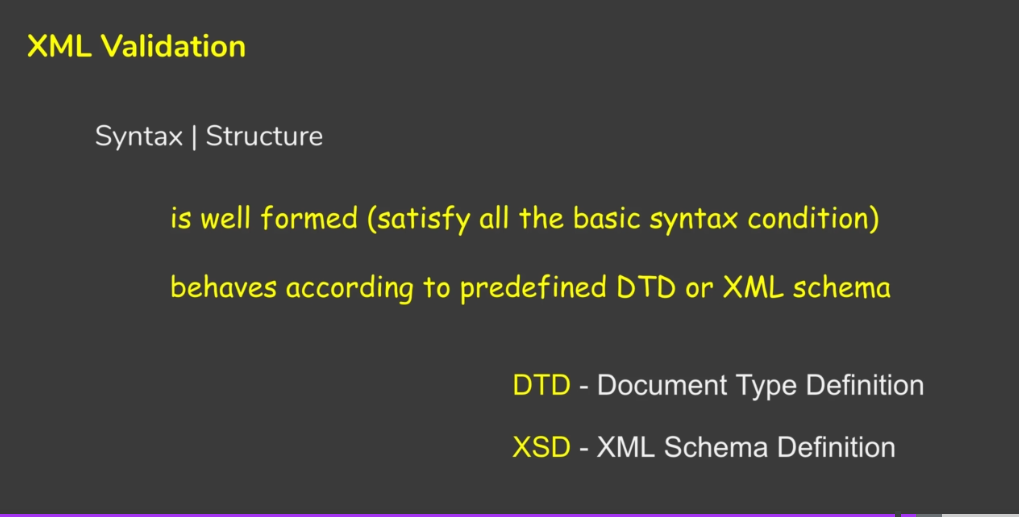 XML Validation
Syntax | Structure
is well formed (satisfy all the basic syntax condition)
behaves according to predefined DTD or XML schema
DTD - Document Type Definition
XSD - XML Schema Definition